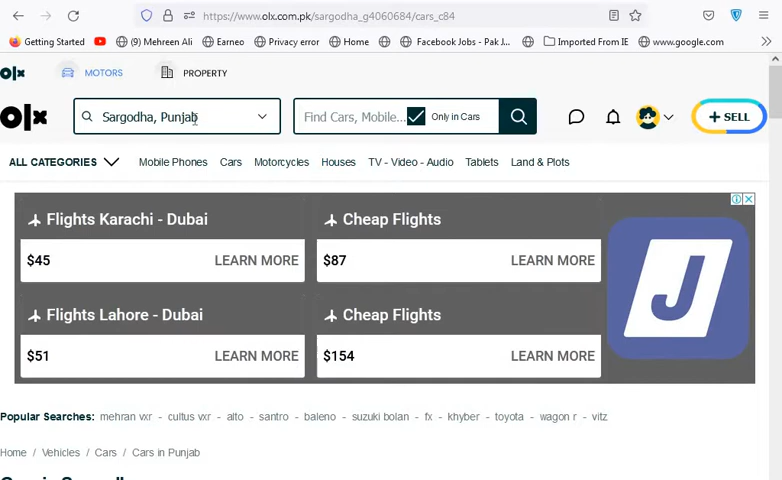 https://www.olx.com.pk/sargodha_g4060684/cars_c84
Getting Started (9) Mehreen Ali Earneo Privacy error Home Facebook Jobs - Pak J... Imported From IE www.google.com
olx MOTORS PROPERTY
olx Sargodha, Punjab Find Cars, Mobile... Only in Cars + SELL
ALL CATEGORIES Mobile Phones Cars Motorcycles Houses TV - Video - Audio Tablets Land & Plots
Flights Karachi - Dubai Cheap Flights
$45 LEARN MORE $87 LEARN MORE
Flights Lahore - Dubai Cheap Flights
$51 LEARN MORE $154 LEARN MORE
J
Popular Searches: mehran vxr - cultus vxr - alto - santro - baleno - suzuki bolan - fx - khyber - toyota - wagon r - vitz
Home / Vehicles / Cars / Cars in Punjab